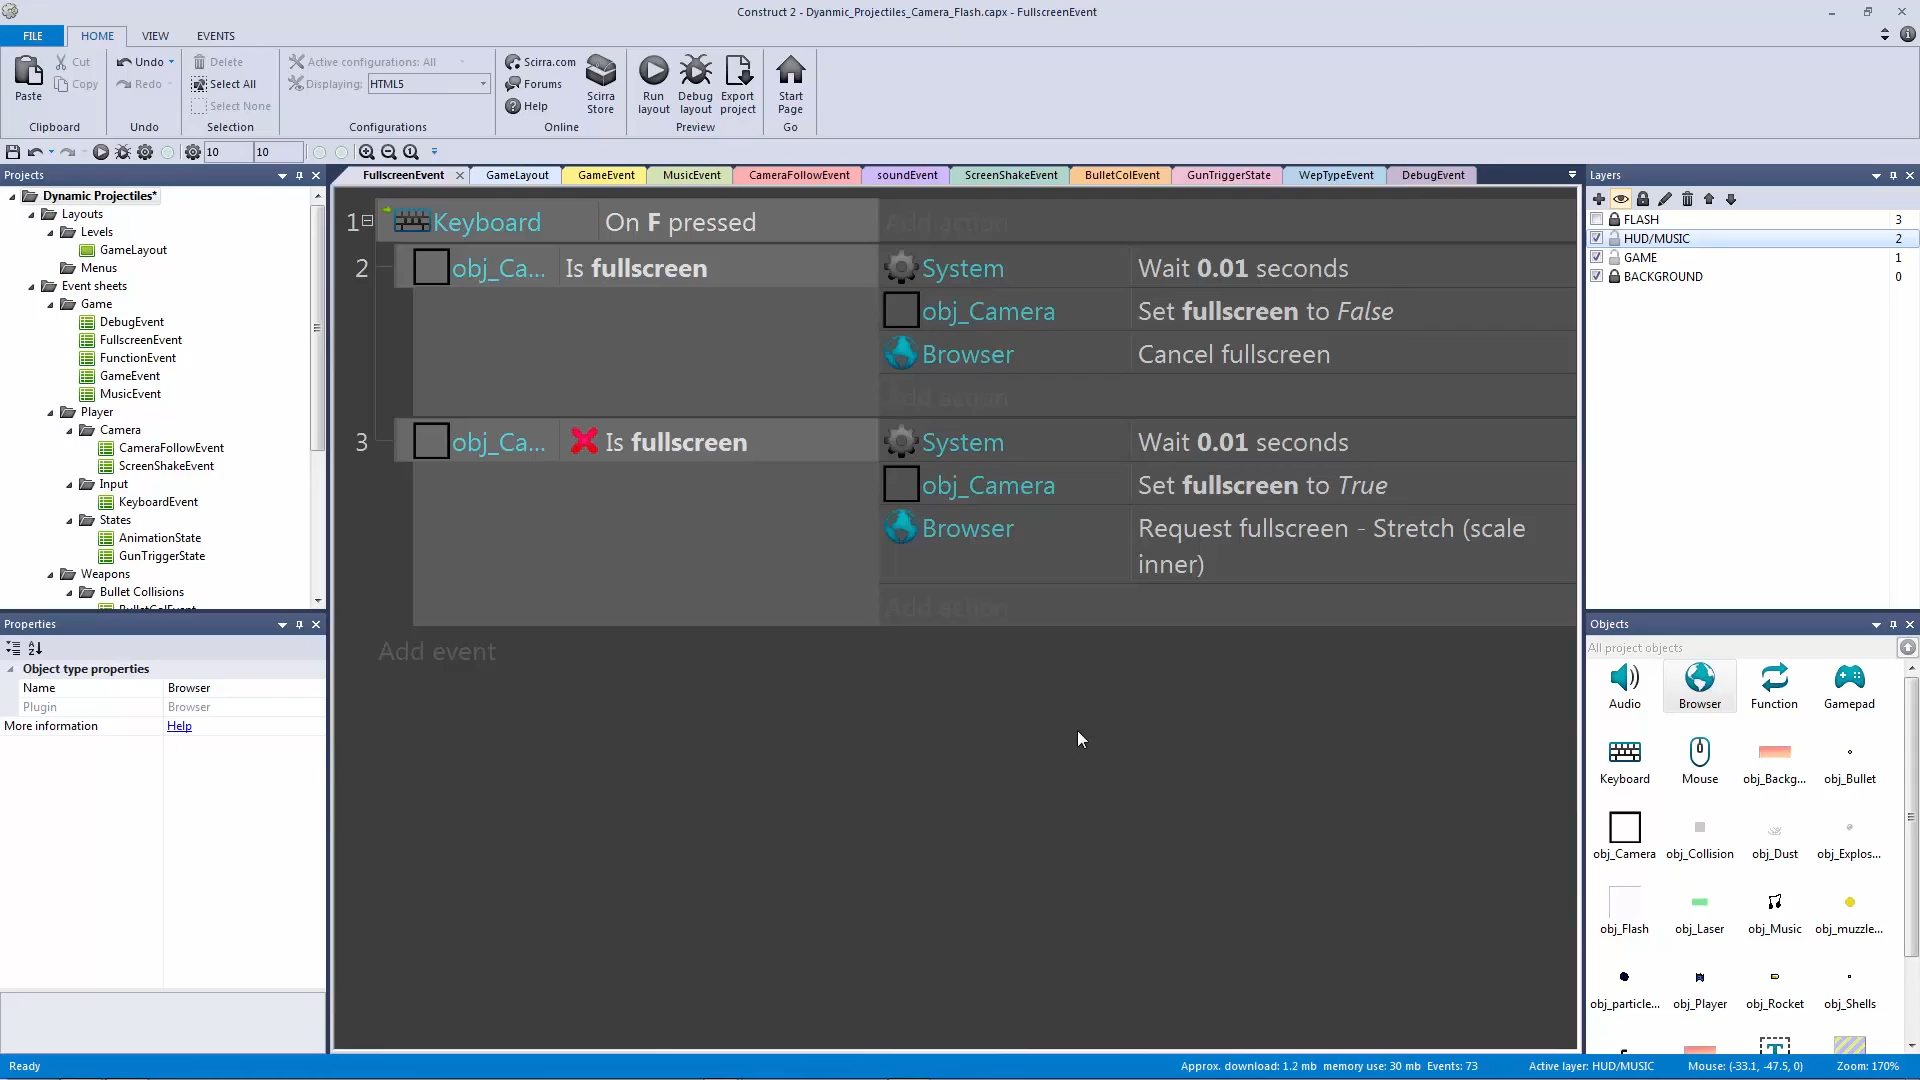 Construct 2 - Dyanmic_Projectiles_Camera_Flash.capx - FullscreenEvent
FILE HOME VIEW EVENTS
Paste Cut Copy Clipboard
Undo Redo Undo
Delete Select All Select None Selection
Active configurations: All
Displaying: HTML5
Configurations
Scirra.com Forums Help Scirra Store Online
Run layout Debug layout Export project Preview
Start Page Go
10 10
Projects
Dynamic Projectiles*
Layouts
Levels
GameLayout
Menus
Event sheets
Game
DebugEvent
FullscreenEvent
FunctionEvent
GameEvent
MusicEvent
Player
Camera
CameraFollowEvent
ScreenShakeEvent
Input
KeyboardEvent
States
AnimationState
GunTriggerState
Weapons
Bullet Collisions
BulletColEvent
Properties
Object type properties
Name Browser
Plugin Browser
More information Help
FullscreenEvent GameLayout GameEvent MusicEvent CameraFollowEvent soundEvent ScreenShakeEvent BulletColEvent GunTriggerState WepTypeEvent DebugEvent
1 Keyboard On F pressed Add action
2 obj_Ca... Is fullscreen System Wait 0.01 seconds
obj_Camera Set fullscreen to False
Browser Cancel fullscreen
Add action
3 obj_Ca... Is fullscreen System Wait 0.01 seconds
obj_Camera Set fullscreen to True
Browser Request fullscreen - Stretch (scale
inner)
Add action
Add event
Layers
FLASH 3
HUD/MUSIC 2
GAME 1
BACKGROUND 0
Objects
All project objects
Audio Browser Function Gamepad
Keyboard Mouse obj_Backg... obj_Bullet
obj_Camera obj_Collision obj_Dust obj_Explos...
obj_Flash obj_Laser obj_Music obj_muzzle...
obj_particle... obj_Player obj_Rocket obj_Shells
Ready Approx. download: 1.2 mb memory use: 30 mb Events: 73 Active layer: HUD/MUSIC Mouse: (-33.1, -47.5, 0) Zoom: 170%